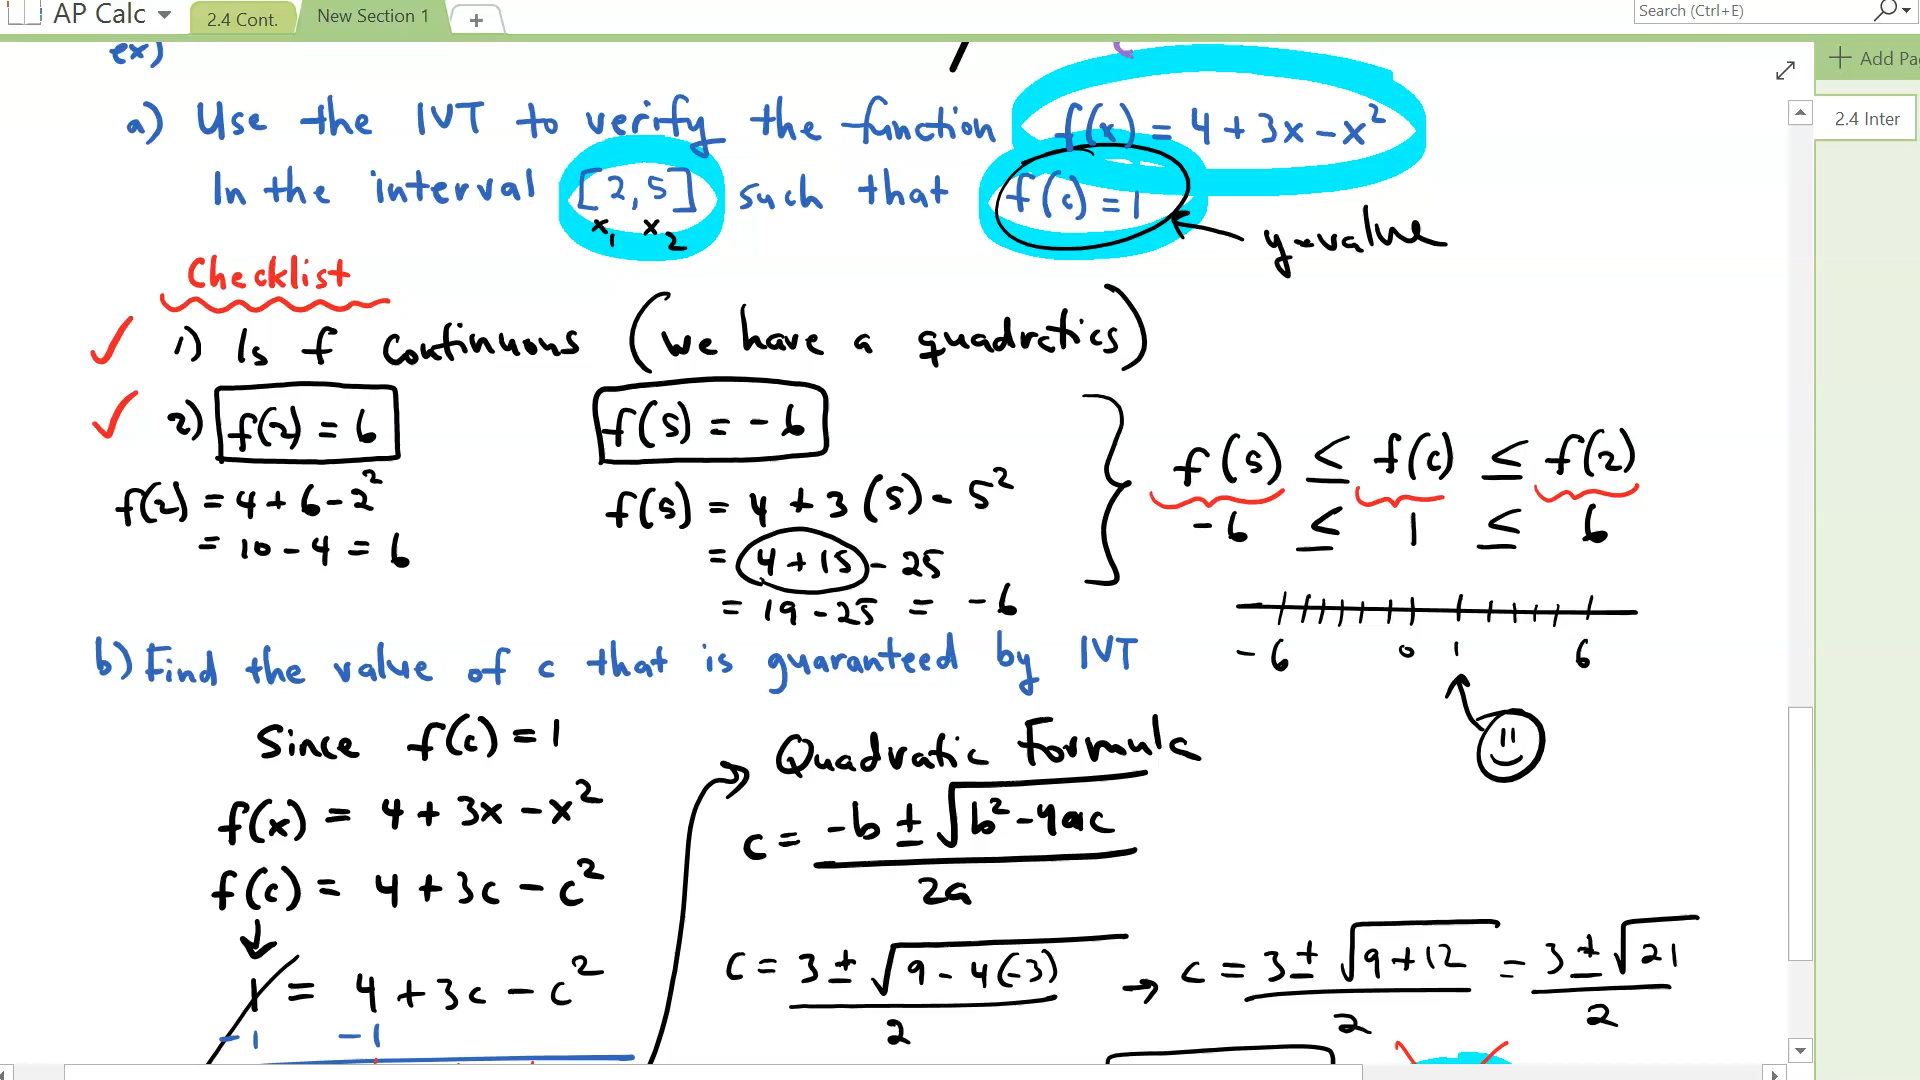 AP Calc
2.4 Cont.
New Section 1
+
Search (Ctrl+E)
Add Pa
2.4 Inter
ex)
a) Use the IVT to verify the function f(x) = 4 + 3x - x²
In the interval [2, 5] such that f(c) = 1
x₁ x₂
y-value
Checklist
✓ 1) Is f continuous (we have a quadratics)
✓ 2) f(2) = 6 f(5) = -6
f(2) = 4 + 6 - 2²
= 10 - 4 = 6
f(5) = 4 + 3(5) - 5²
= 4 + 15 - 25
= 19 - 25 = -6
f(5) ≤ f(c) ≤ f(2)
-6 ≤ 1 ≤ 6
-6 0 1 6
b) Find the value of c that is guaranteed by IVT
Since f(c) = 1
f(x) = 4 + 3x - x²
f(c) = 4 + 3c - c²
1 = 4 + 3c - c²
-1 -1
Quadratic Formula
c = -b ± √b² - 4ac / 2a
c = 3 ± √9 - 4(-3) / 2 → c = 3 ± √9 + 12 / 2 = 3 ± √21 / 2